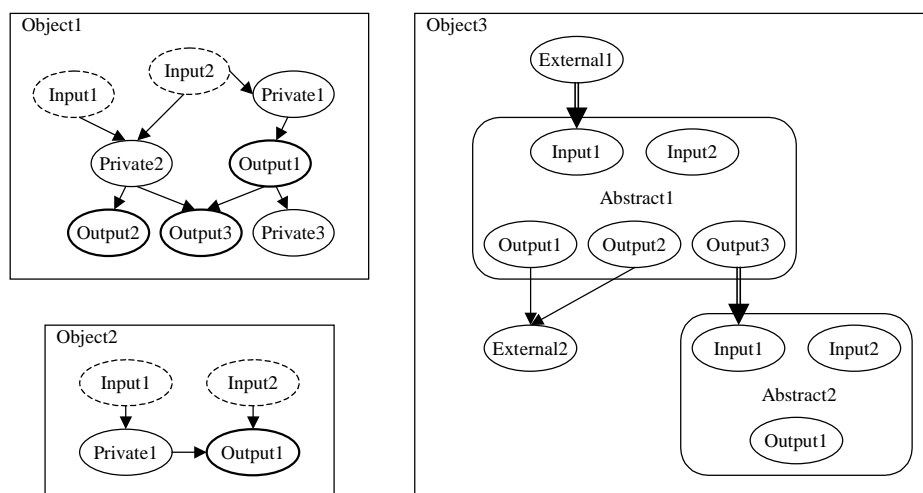 Object1
Input1
Input2
Private1
Private2
Output1
Output2
Output3
Private3
Object2
Input1
Input2
Private1
Output1
Object3
External1
Input1
Input2
Abstract1
Output1
Output2
Output3
External2
Input1
Input2
Abstract2
Output1